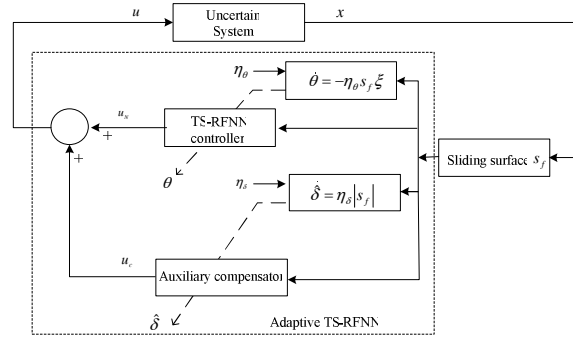 u
Uncertain
System
x
η_θ
θ̇ = −η_θ s_f ξ
u_n
+
TS-RFNN
controller
+
θ
Sliding surface s_f
η_δ
δ̂̇ = η_δ |s_f|
u_c
Auxiliary compensator
δ̂
Adaptive TS-RFNN